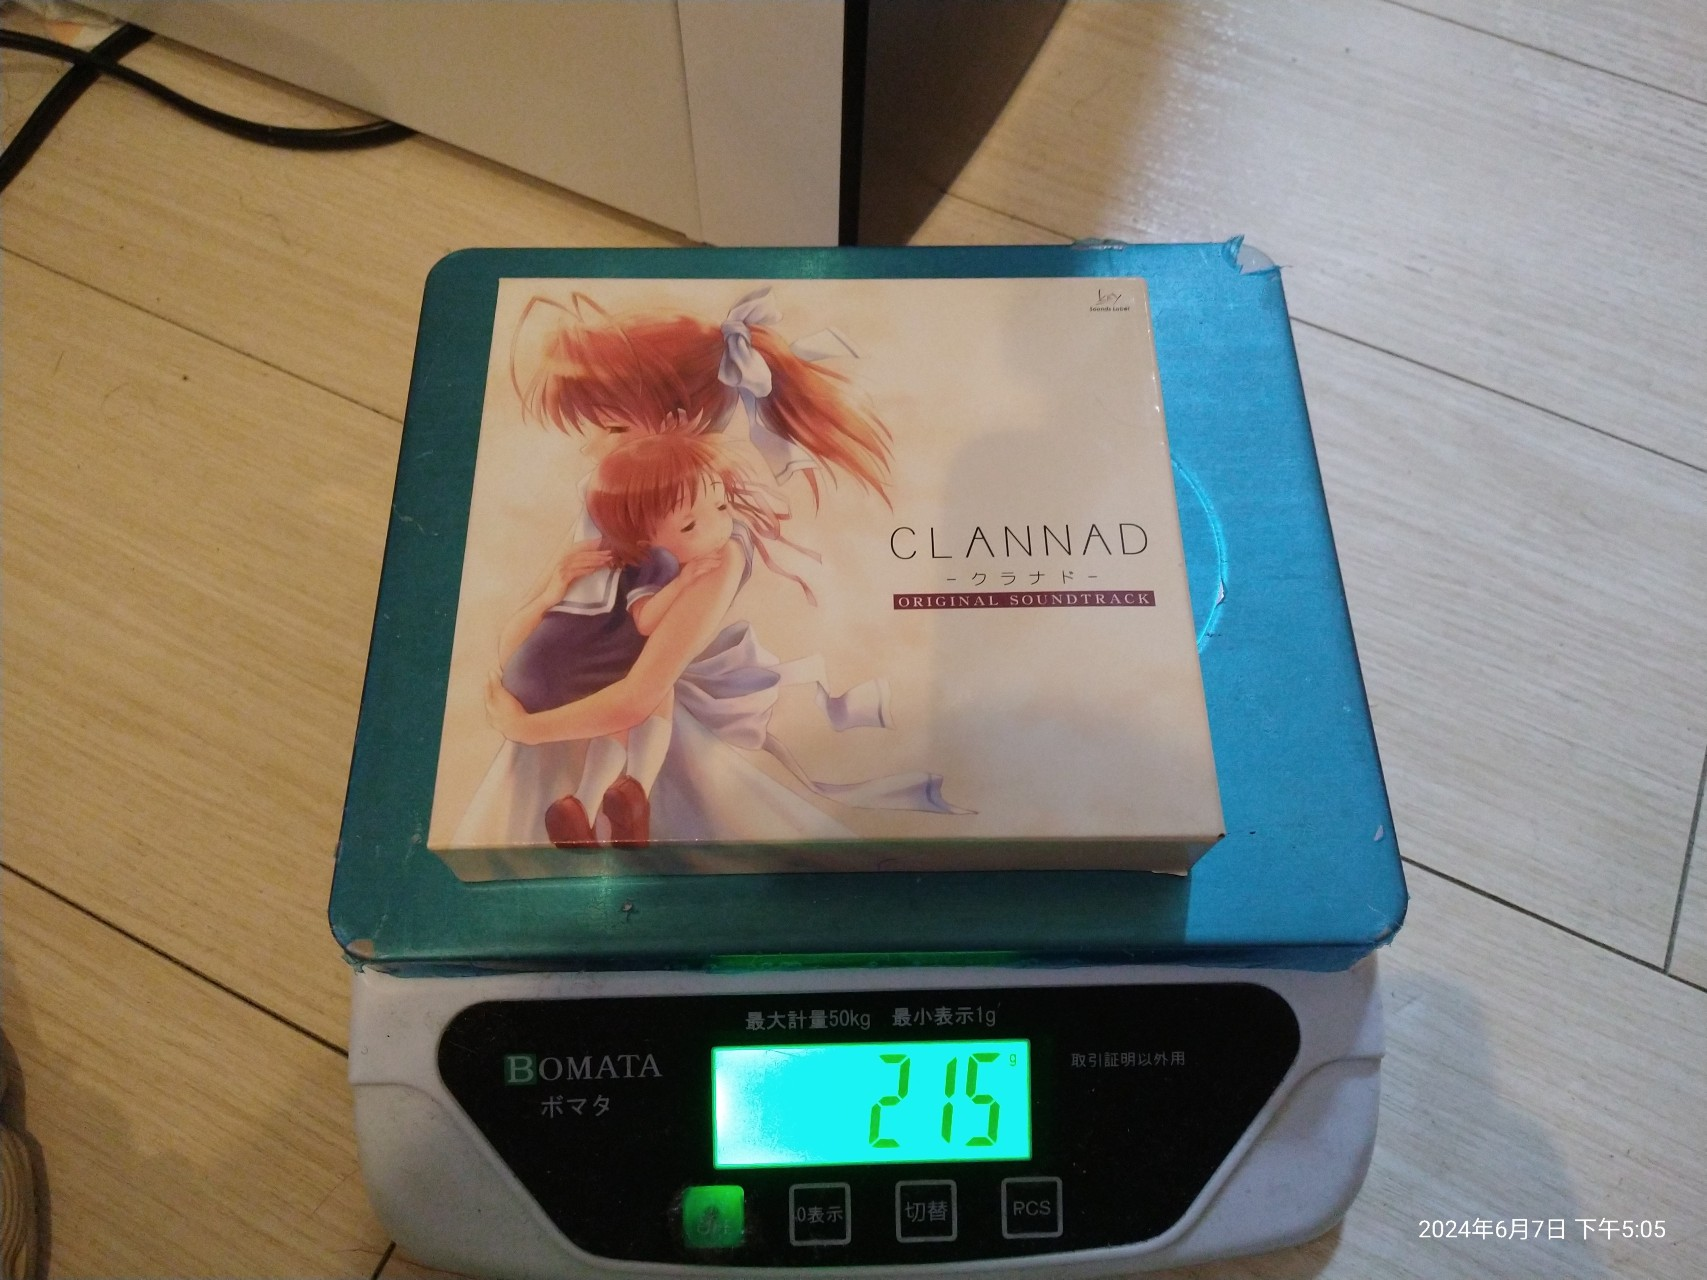 Key
Sounds Label
CLANNAD
-クラナド-
ORIGINAL SOUNDTRACK
最大計量50kg 最小表示1g
BOMATA
ボマタ
215 g
取引証明以外用
0表示
切替
PCS
2024年6月7日 下午5:05